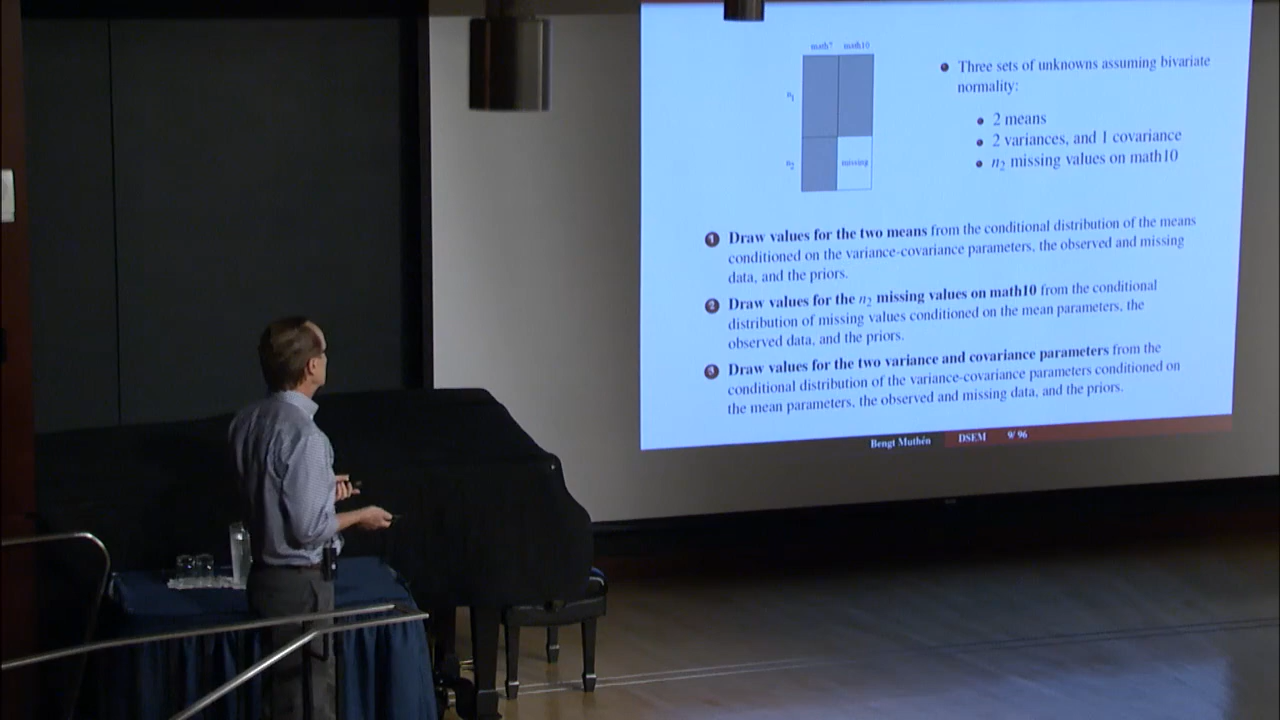 math7 math10
n1
n2 missing
Three sets of unknowns assuming bivariate
normality:
2 means
2 variances, and 1 covariance
n2 missing values on math10
1 Draw values for the two means from the conditional distribution of the means
conditioned on the variance-covariance parameters, the observed and missing
data, and the priors.
2 Draw values for the n2 missing values on math10 from the conditional
distribution of missing values conditioned on the mean parameters, the
observed data, and the priors.
3 Draw values for the two variance and covariance parameters from the
conditional distribution of the variance-covariance parameters conditioned on
the mean parameters, the observed and missing data, and the priors.
Bengt Muthén DSEM 9/ 96